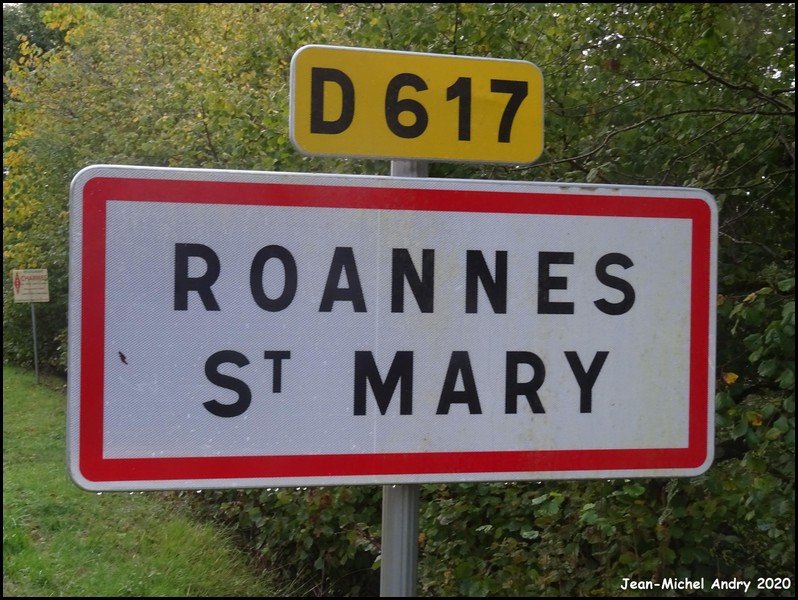 D 617
ROANNES
ST MARY
Jean-Michel Andry 2020